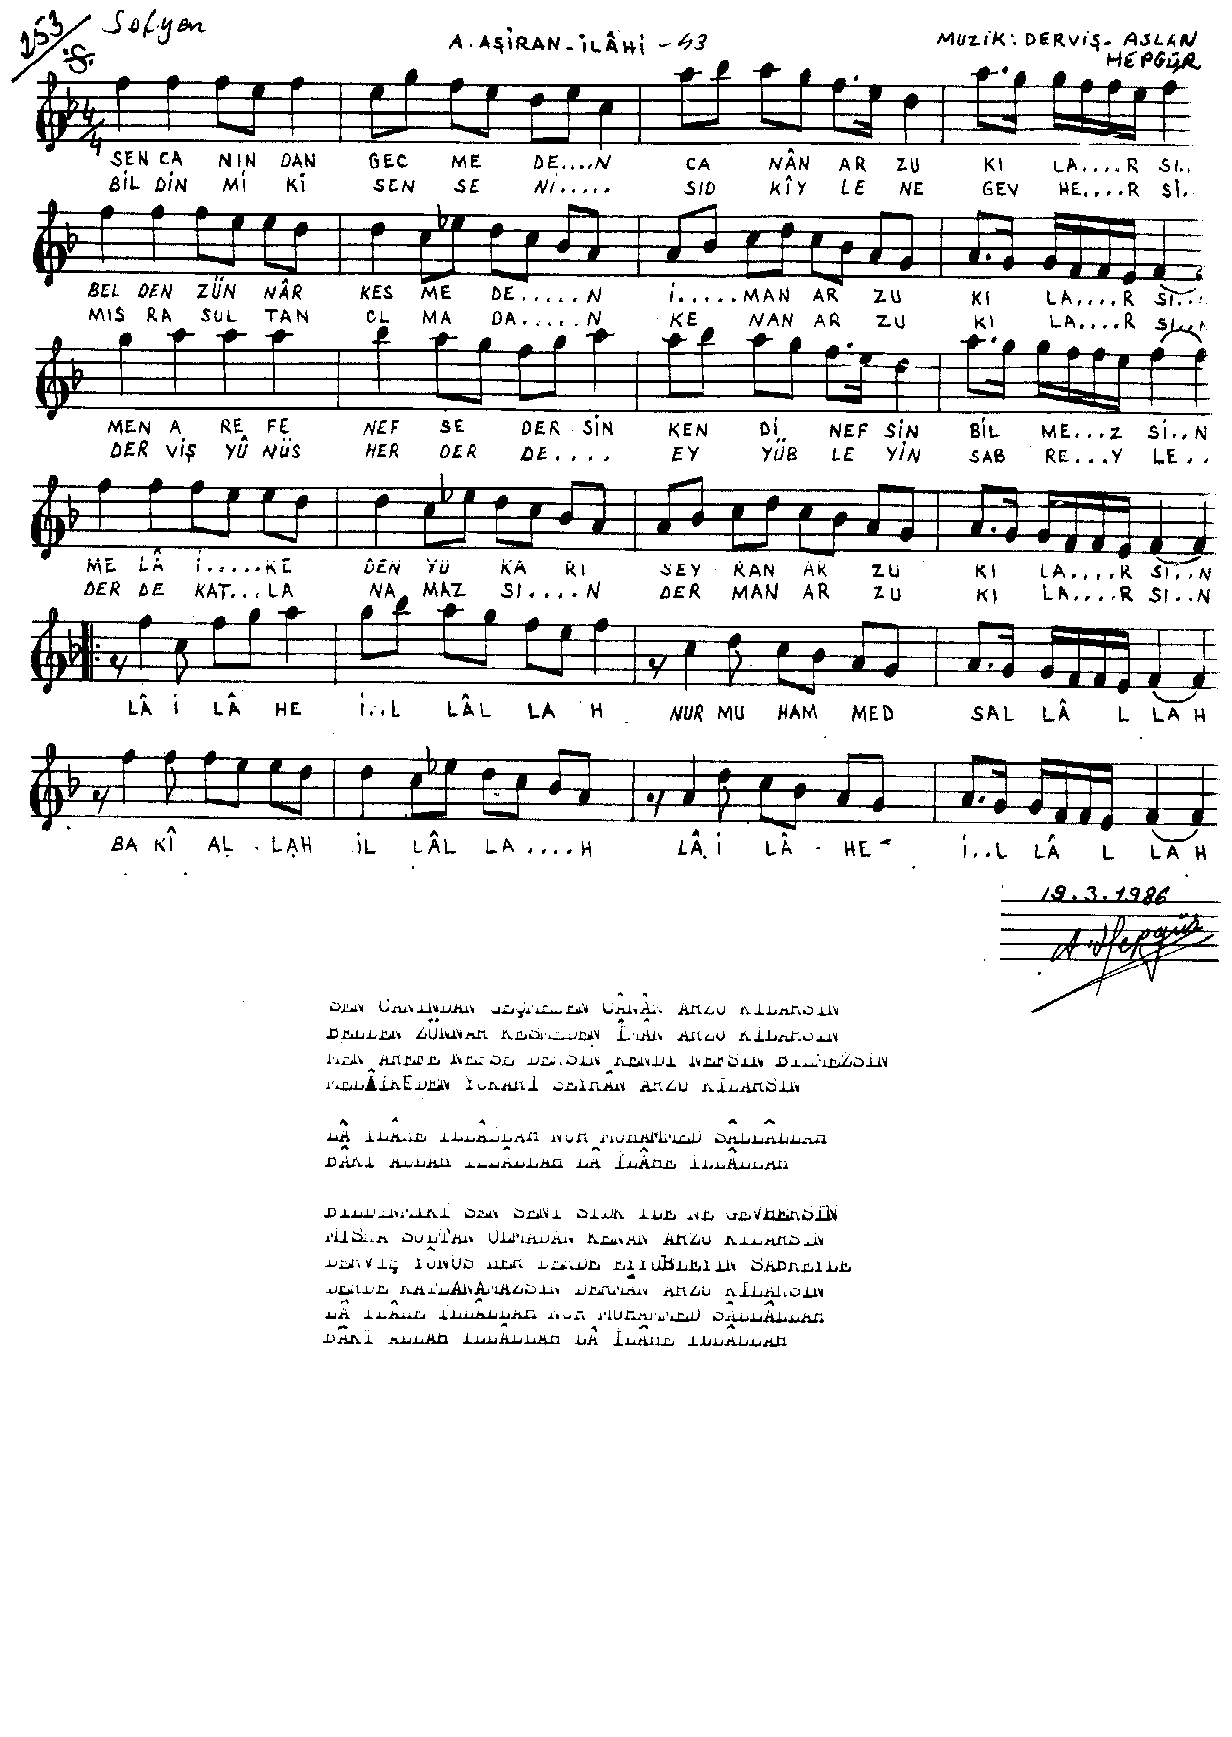 253
Sofyan
A. AŞİRAN - İLÂHİ - 43
MUZİK: DERVİŞ - ASLAN
HEPGÜR
4/4
SEN CA NIN DAN GEC ME DE....N CA NÂN AR ZU KI LA....R SI..
BİL DİN Mİ Kİ SEN SE Nİ..... SID KÎY LE NE GEV HE....R Sİ..
BEL DEN ZÜN NÂR KES ME DE......N İ.....MAN AR ZU KI LA....R SI...
MIS RA SUL TAN OL MA DA.....N KE NAN AR ZU KI LA....R SI...N
MEN A RE FE NEF SE DER SİN KEN Dİ NEF SİN BİL ME...Z Sİ..N
DER VİŞ YÛ NÜS HER DER DE.... EY YÜB LE YİN SAB RE...Y LE..
ME LÂ İ......KE DEN YU KA RI SEY RAN AR ZU KI LA....R SI..N
DER DE KAT...LA NA MAZ SI....N DER MAN AR ZU KI LA....R SI..N
LÂ İ LÂ HE İ..L LÂL LA H NUR MU HAM MED SAL LÂ L LA H
BA KÎ AL LAH İL LÂL LA....H LÂ İ LÂ HE İ..L LÂ L LA H
19.3.1986
A. Hepgür
SEN CANINDAN GEÇMEDEN CÂNÂN ARZU KILARSIN
BELDEN ZÜNNAR KESMEDEN ÎMÂN ARZU KILARSIN
MEN AREFE NEFSE DERSİN KENDİ NEFSİN BİLMEZSİN
MELÂİKEDEN YUKARI SEYRÂN ARZU KILARSIN
LÂ İLÂHE İLLÂLLAH NUR MUHAMMED SÂLLÂLLAH
BÂKİ ALLAH İLLÂLLAH LÂ İLÂHE İLLÂLLAH
BİLDİNMİKİ SEN SENİ SIDK İLE NE GEVHERSİN
MISRA SULTAN OLMADAN KENAN ARZU KILARSIN
DERVİŞ YÛNUS HER DERDE EYYUBLEYİN SABREYLE
DERDE KATLANAMAZSIN DERMÂN ARZU KILARSIN
LÂ İLÂHE İLLÂLLAH NUR MUHAMMED SÂLLÂLLAH
BÂKİ ALLAH İLLÂLLAH LÂ İLÂHE İLLÂLLAH